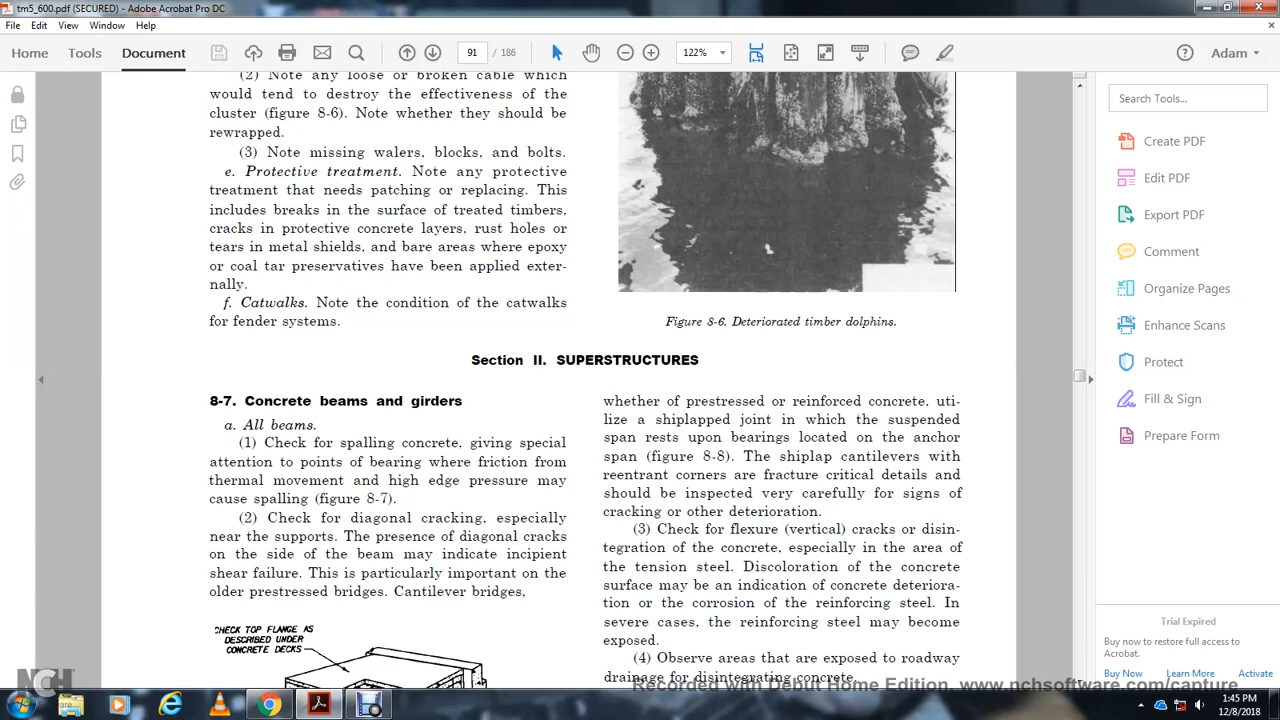 tm5_600.pdf (SECURED) - Adobe Acrobat Pro DC
File Edit View Window Help
Home Tools Document 91 / 186 122% Adam
(2) Note any loose or broken cable which
would tend to destroy the effectiveness of the
cluster (figure 8-6). Note whether they should be
rewrapped.
(3) Note missing walers, blocks, and bolts.
e. Protective treatment. Note any protective
treatment that needs patching or replacing. This
includes breaks in the surface of treated timbers,
cracks in protective concrete layers, rust holes or
tears in metal shields, and bare areas where epoxy
or coal tar preservatives have been applied exter-
nally.
f. Catwalks. Note the condition of the catwalks
for fender systems.
Figure 8-6. Deteriorated timber dolphins.
Section II. SUPERSTRUCTURES
8-7. Concrete beams and girders
a. All beams.
(1) Check for spalling concrete, giving special
attention to points of bearing where friction from
thermal movement and high edge pressure may
cause spalling (figure 8-7).
(2) Check for diagonal cracking, especially
near the supports. The presence of diagonal cracks
on the side of the beam may indicate incipient
shear failure. This is particularly important on the
older prestressed bridges. Cantilever bridges,
CHECK TOP FLANGE AS
DESCRIBED UNDER
CONCRETE DECKS
whether of prestressed or reinforced concrete, uti-
lize a shiplapped joint in which the suspended
span rests upon bearings located on the anchor
span (figure 8-8). The shiplap cantilevers with
reentrant corners are fracture critical details and
should be inspected very carefully for signs of
cracking or other deterioration.
(3) Check for flexure (vertical) cracks or disin-
tegration of the concrete, especially in the area of
the tension steel. Discoloration of the concrete
surface may be an indication of concrete deteriora-
tion or the corrosion of the reinforcing steel. In
severe cases, the reinforcing steel may become
exposed.
(4) Observe areas that are exposed to roadway
drainage for disintegrating concrete.
Search Tools...
Create PDF
Edit PDF
Export PDF
Comment
Organize Pages
Enhance Scans
Protect
Fill & Sign
Prepare Form
Trial Expired
Buy now to restore full access to
Acrobat.
Buy Now Learn More Activate
NCH
Recorded with Debut Home Edition. www.nchsoftware.com/capture
1:45 PM
12/8/2018